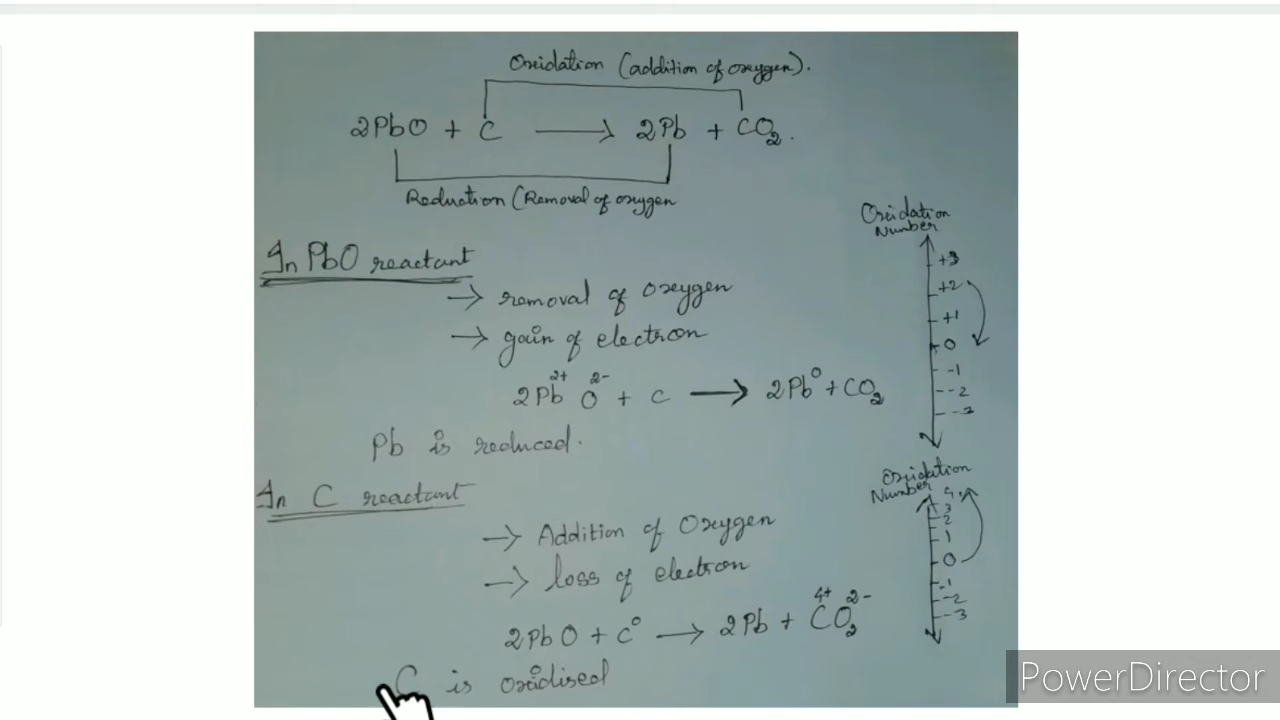 Oxidation (addition of oxygen).
2PbO + C ⟶ 2Pb + CO₂.
Reduction (Removal of oxygen
In PbO reactant
→ removal of oxygen
→ gain of electron
2Pb²⁺ O²⁻ + C ⟶ 2Pb⁰ + CO₂
Pb is reduced.
Oxidation
Number
+3
+2
+1
0
-1
-2
-3
In C reactant
→ Addition of Oxygen
→ loss of electron
2PbO + C⁰ ⟶ 2Pb + C⁴⁺O₂²⁻
C is oxidised
Oxidation
Number
4
3
2
1
0
-1
-2
-3
PowerDirector